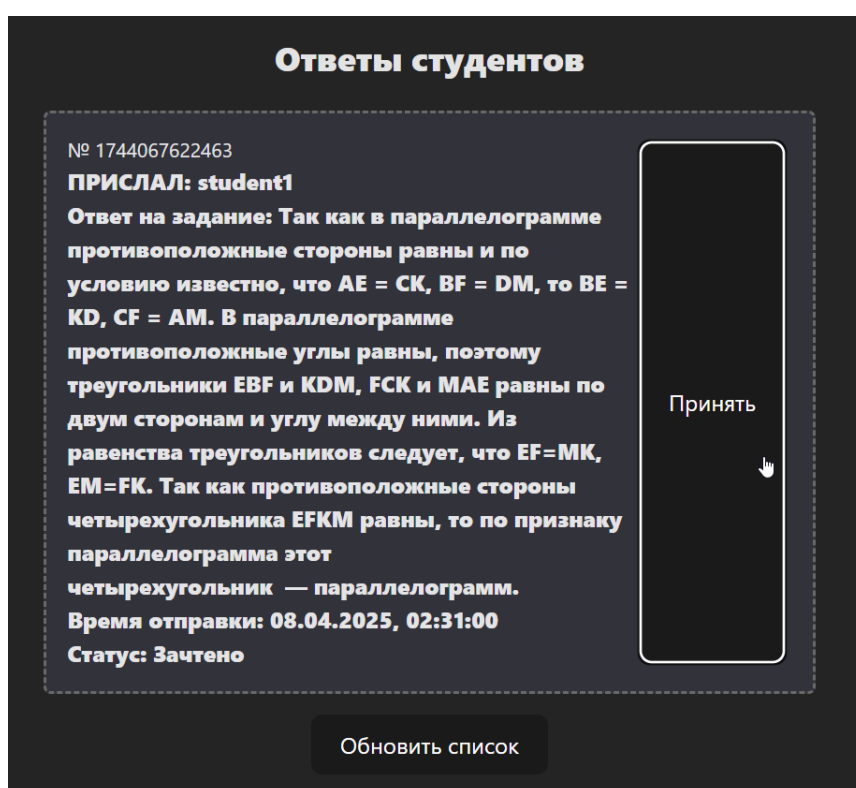 Ответы студентов
№ 1744067622463
ПРИСЛАЛ: student1
Ответ на задание: Так как в параллелограмме
противоположные стороны равны и по
условию известно, что AE = CK, BF = DM, то BE =
KD, CF = AM. В параллелограмме
противоположные углы равны, поэтому
треугольники EBF и KDM, FCK и MAE равны по
двум сторонам и углу между ними. Из
равенства треугольников следует, что EF=MK,
EM=FK. Так как противоположные стороны
четырехугольника EFKM равны, то по признаку
параллелограмма этот
четырехугольник — параллелограмм.
Время отправки: 08.04.2025, 02:31:00
Статус: Зачтено
Принять
Обновить список